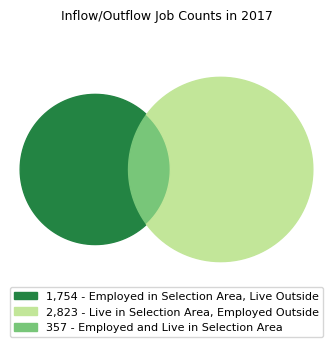 Inflow/Outflow Job Counts in 2017
1,754 - Employed in Selection Area, Live Outside
2,823 - Live in Selection Area, Employed Outside
357 - Employed and Live in Selection Area